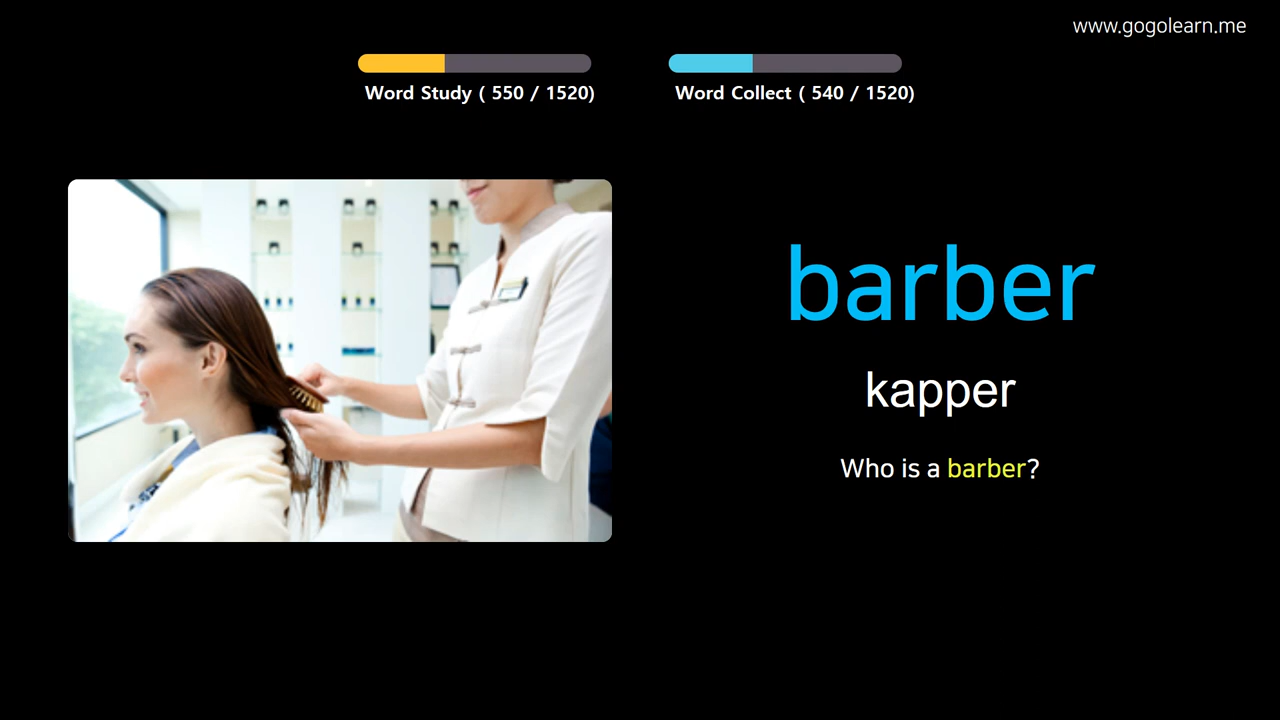 www.gogolearn.me
Word Study ( 550 / 1520)
Word Collect ( 540 / 1520)
barber
kapper
Who is a barber?